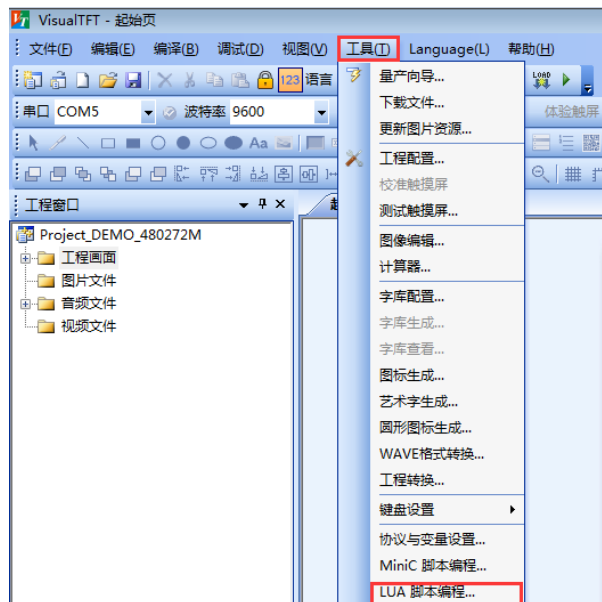 VisualTFT - 起始页
文件(F) 编辑(E) 编译(B) 调试(D) 视图(V) 工具(T) Language(L) 帮助(H)
123 语言 LOAD
串口 COM5 波特率 9600 体验触屏
Aa
工程窗口
Project_DEMO_480272M
工程画面
图片文件
音频文件
视频文件
量产向导...
下载文件...
更新图片资源...
工程配置...
校准触摸屏
测试触摸屏...
图像编辑...
计算器...
字库配置...
字库生成...
字库查看...
图标生成...
艺术字生成...
圆形图标生成...
WAVE格式转换...
工程转换...
键盘设置
协议与变量设置...
MiniC 脚本编程...
LUA 脚本编程...